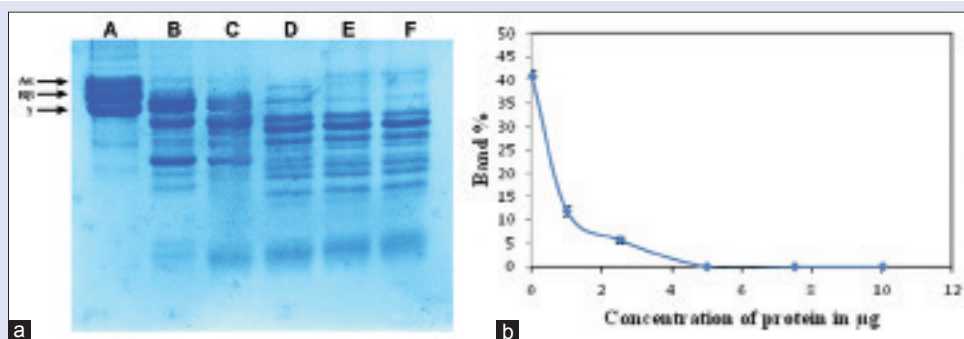 A B C D E F
Aα
Bβ
γ
a
50
45
40
35
30
25
20
15
10
5
0
Band %
0 2 4 6 8 10 12
Concentration of protein in µg
b